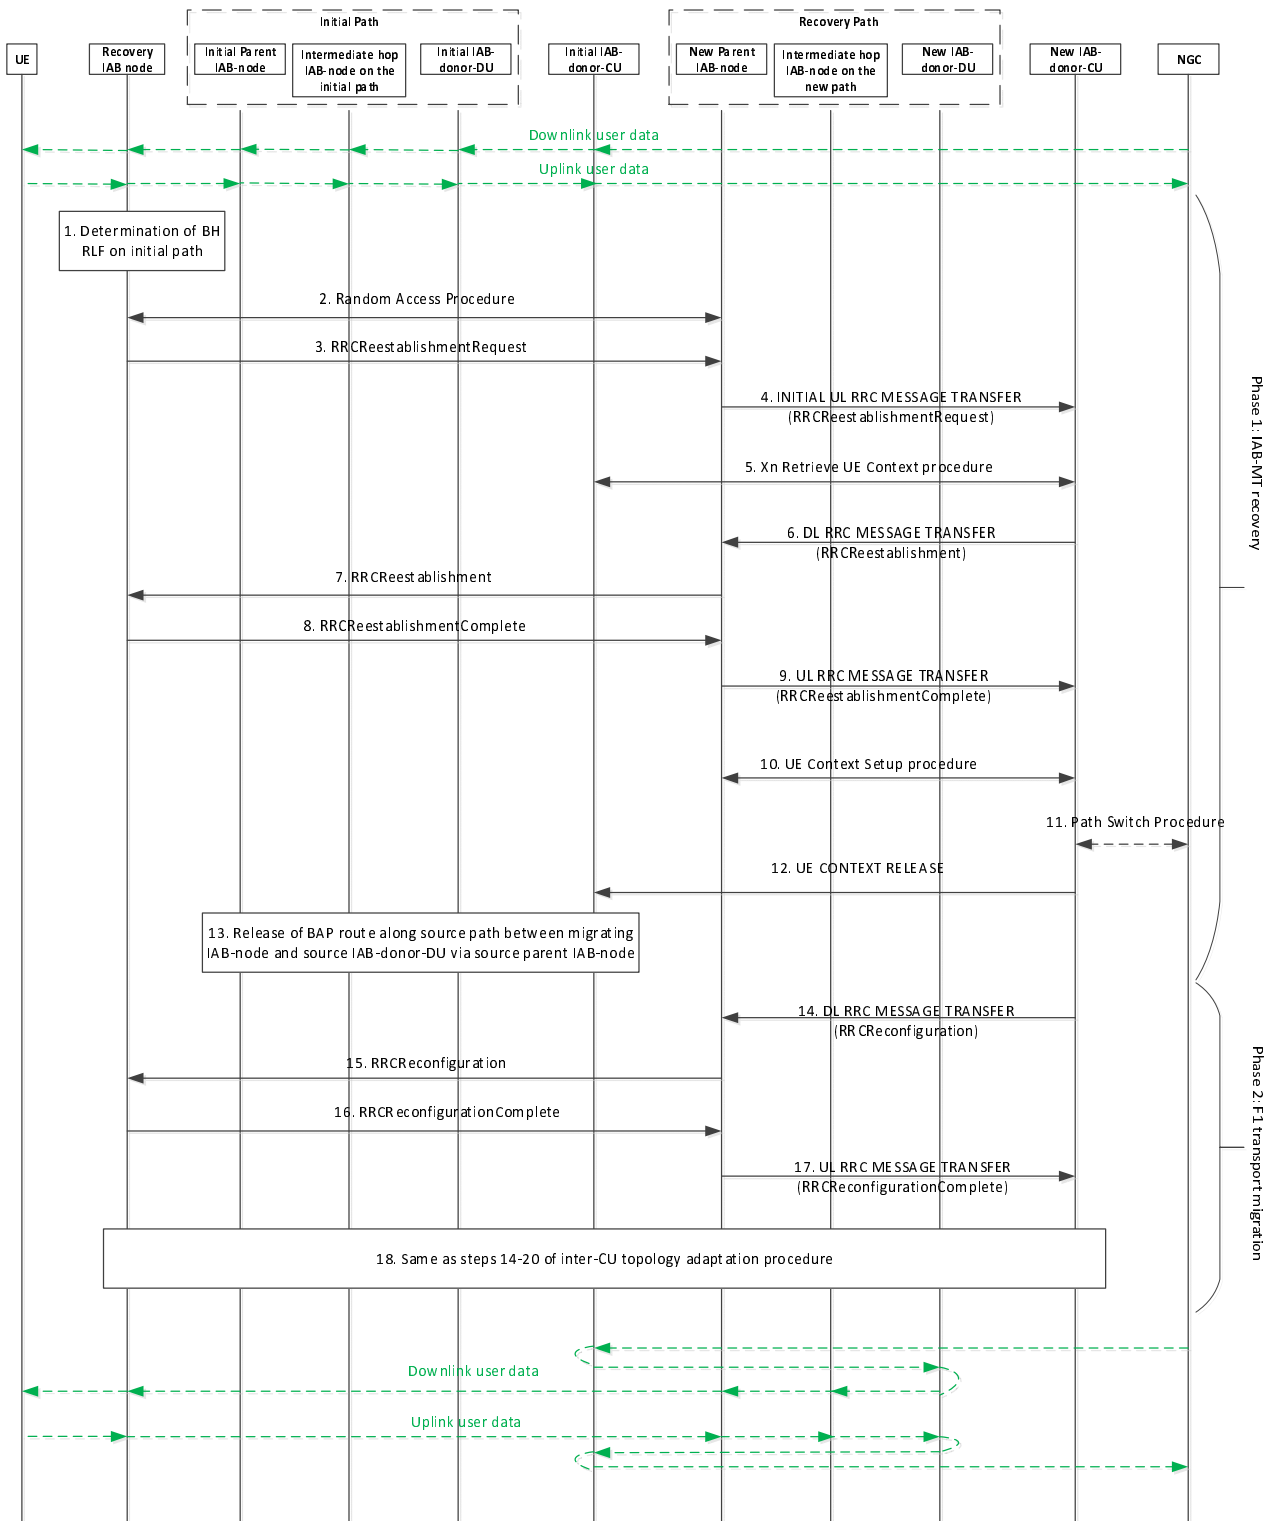 Initial Path
Recovery Path
UE
Recovery
IAB node
Initial Parent
IAB-node
Intermediate hop
IAB-node on the
initial path
Initial IAB-
donor-DU
Initial IAB-
donor-CU
New Parent
IAB-node
Intermediate hop
IAB-node on the
new path
New IAB-
donor-DU
New IAB-
donor-CU
NGC
Downlink user data
Uplink user data
1. Determination of BH
RLF on initial path
2. Random Access Procedure
3. RRCReestablishmentRequest
4. INITIAL UL RRC MESSAGE TRANSFER
(RRCReestablishmentRequest)
5. Xn Retrieve UE Context procedure
6. DL RRC MESSAGE TRANSFER
(RRCReestablishment)
7. RRCReestablishment
8. RRCReestablishmentComplete
9. UL RRC MESSAGE TRANSFER
(RRCReestablishmentComplete)
10. UE Context Setup procedure
11. Path Switch Procedure
12. UE CONTEXT RELEASE
13. Release of BAP route along source path between migrating
IAB-node and source IAB-donor-DU via source parent IAB-node
Phase 1: IAB-MT recovery
14. DL RRC MESSAGE TRANSFER
(RRCReconfiguration)
15. RRCReconfiguration
16. RRCReconfigurationComplete
17. UL RRC MESSAGE TRANSFER
(RRCReconfigurationComplete)
18. Same as steps 14-20 of inter-CU topology adaptation procedure
Phase 2: F1 transport migration
Downlink user data
Uplink user data